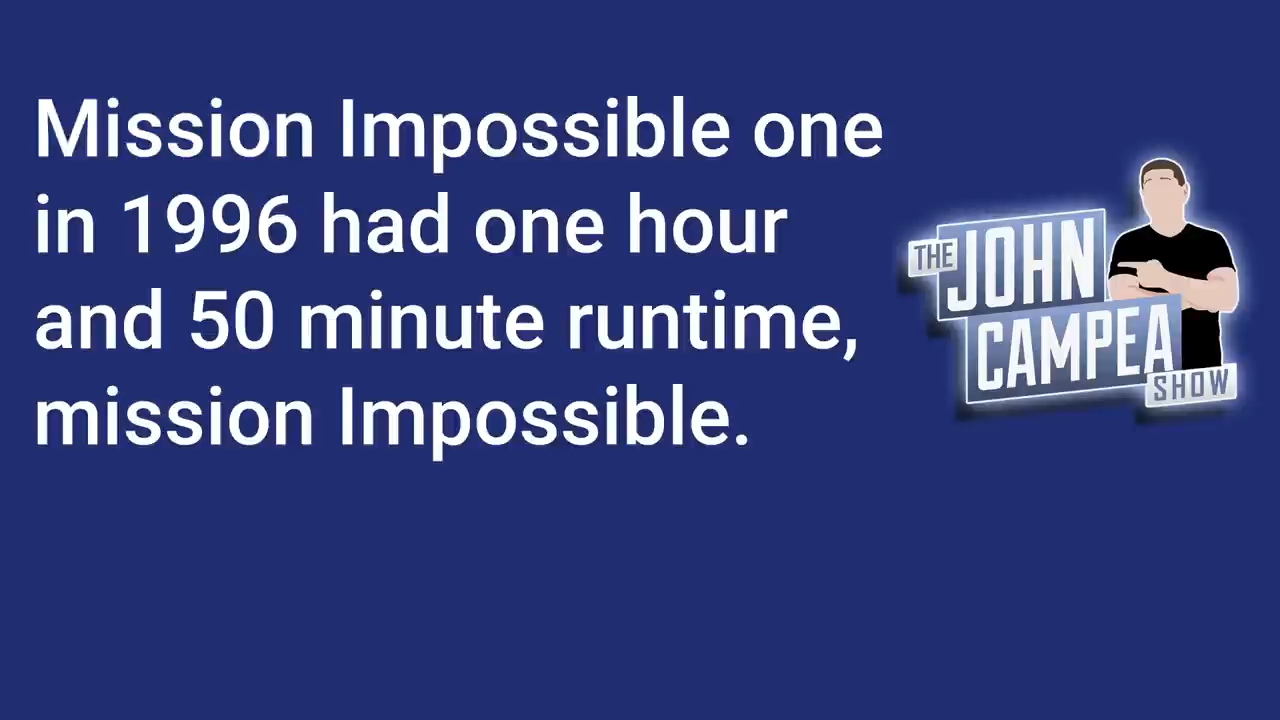 Mission Impossible one
in 1996 had one hour
and 50 minute runtime,
mission Impossible.
THE JOHN
CAMPEA
SHOW